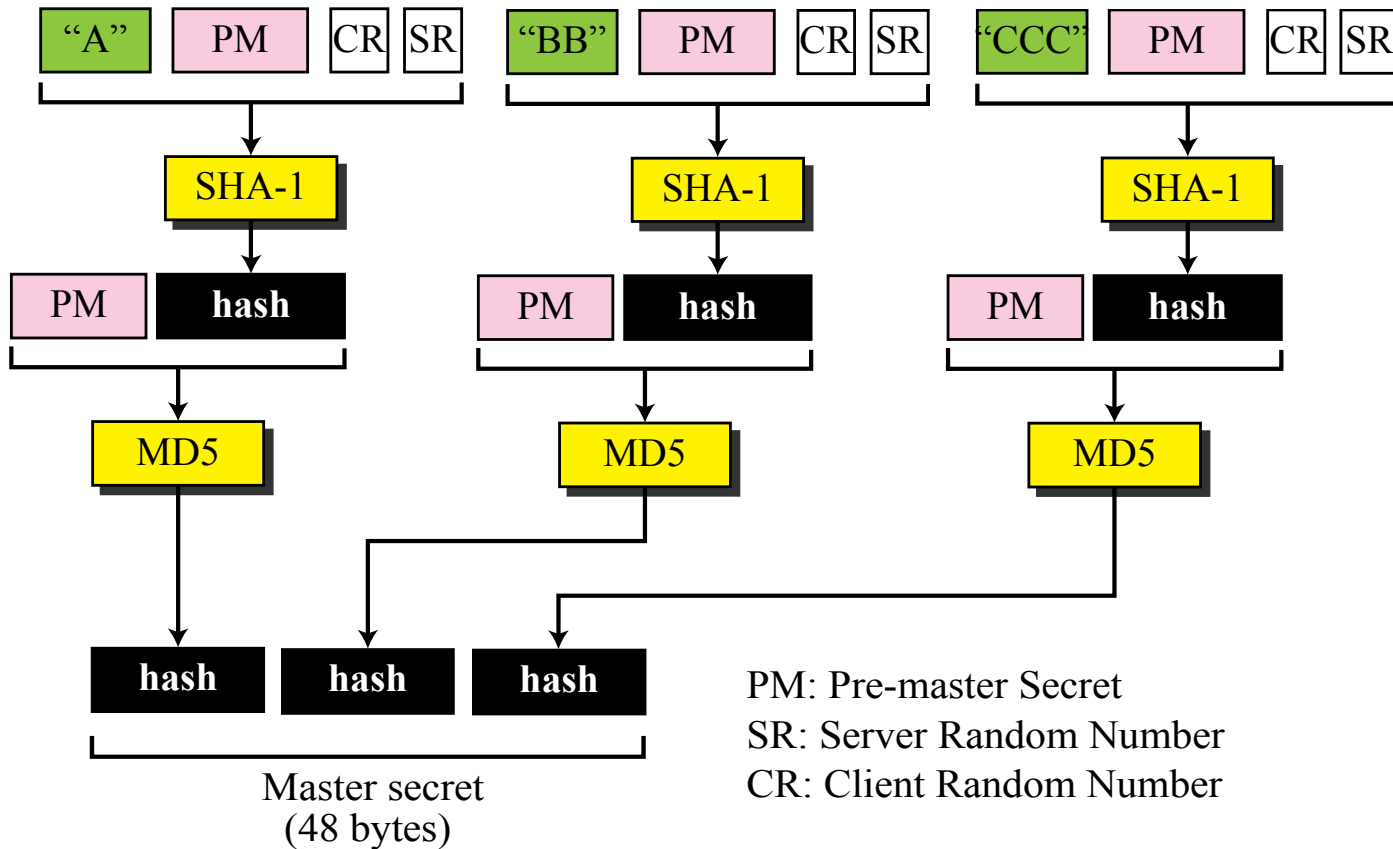 “A” PM CR SR “BB” PM CR SR “CCC” PM CR SR
SHA-1 SHA-1 SHA-1
PM hash PM hash PM hash
MD5 MD5 MD5
hash hash hash
PM: Pre-master Secret
SR: Server Random Number
CR: Client Random Number
Master secret
(48 bytes)